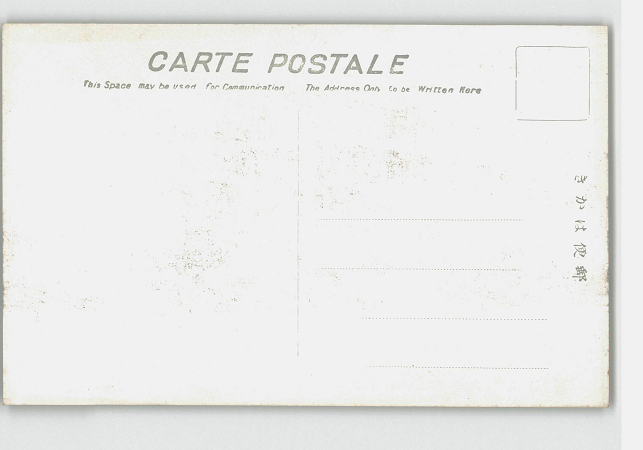 CARTE POSTALE
This Space may be used For Communication The Address Only to be Written Here
郵便はかき